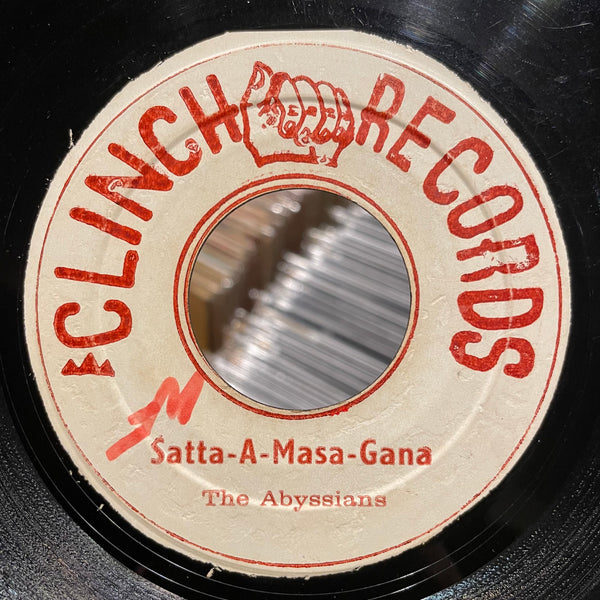 CLINCH RECORDS
Satta-A-Masa-Gana
The Abyssians